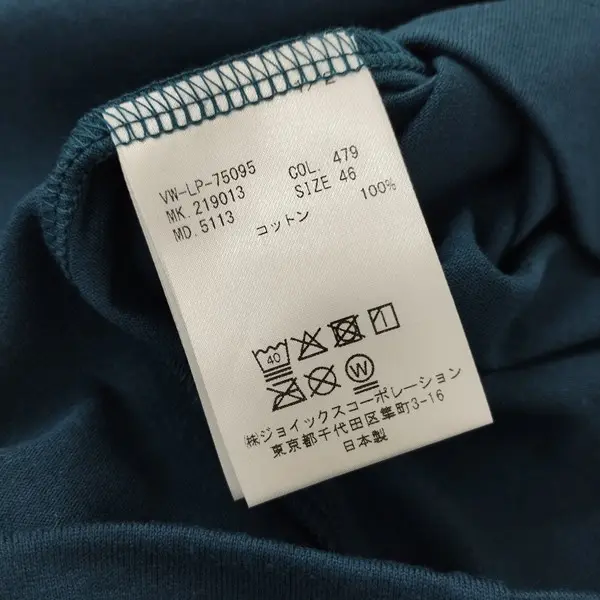 VW-LP-75095 COL. 479
MK. 219013 SIZE 46
MD. 5113
コットン 100%
40
W
㈱ジョイックスコーポレーション
東京都千代田区隼町3-16
日本製